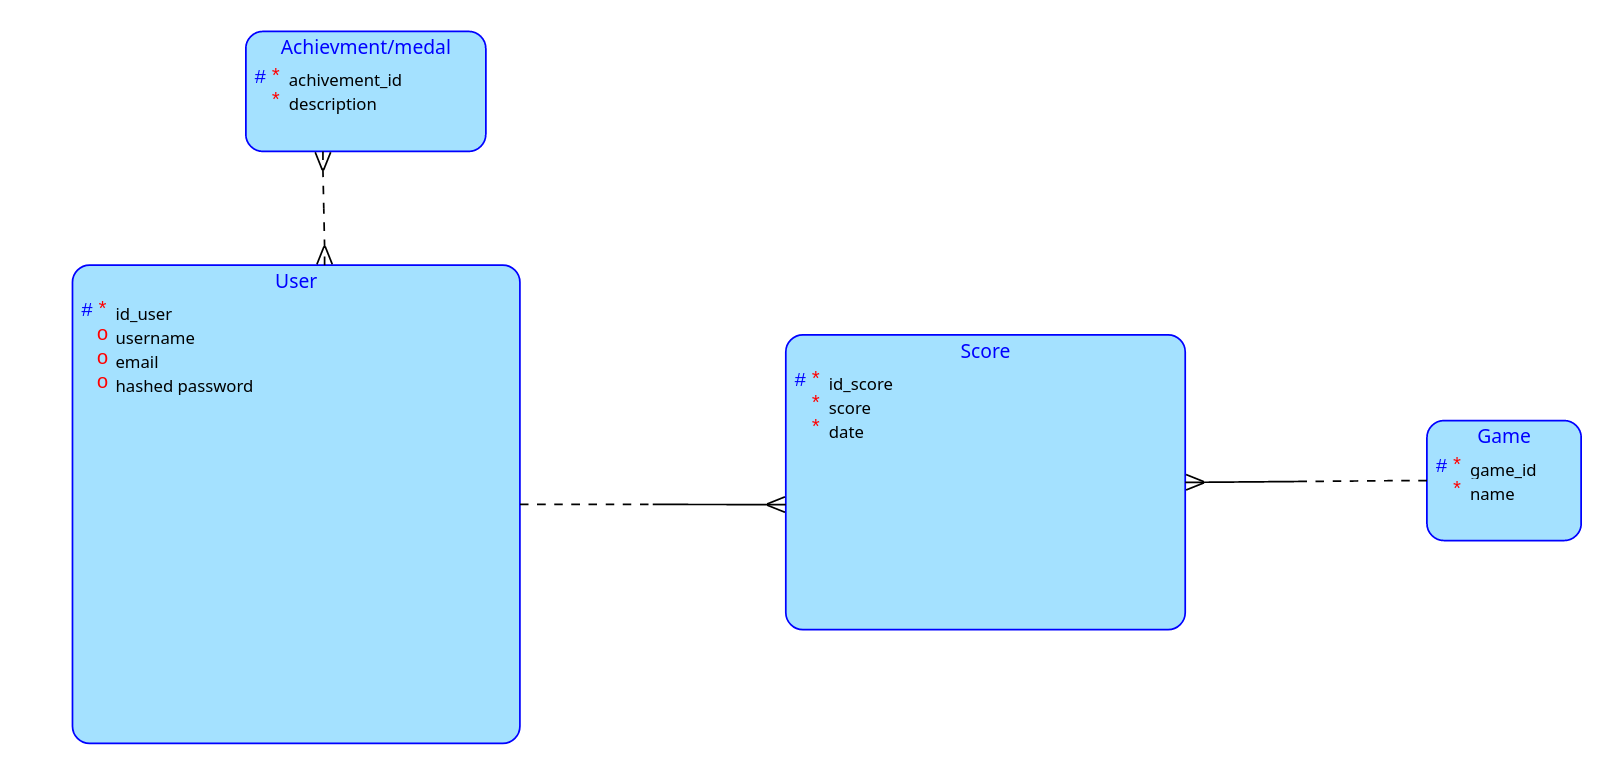 Achievment/medal
# * achivement_id
* description
User
# * id_user
o username
o email
o hashed password
Score
# * id_score
* score
* date
Game
# * game_id
* name